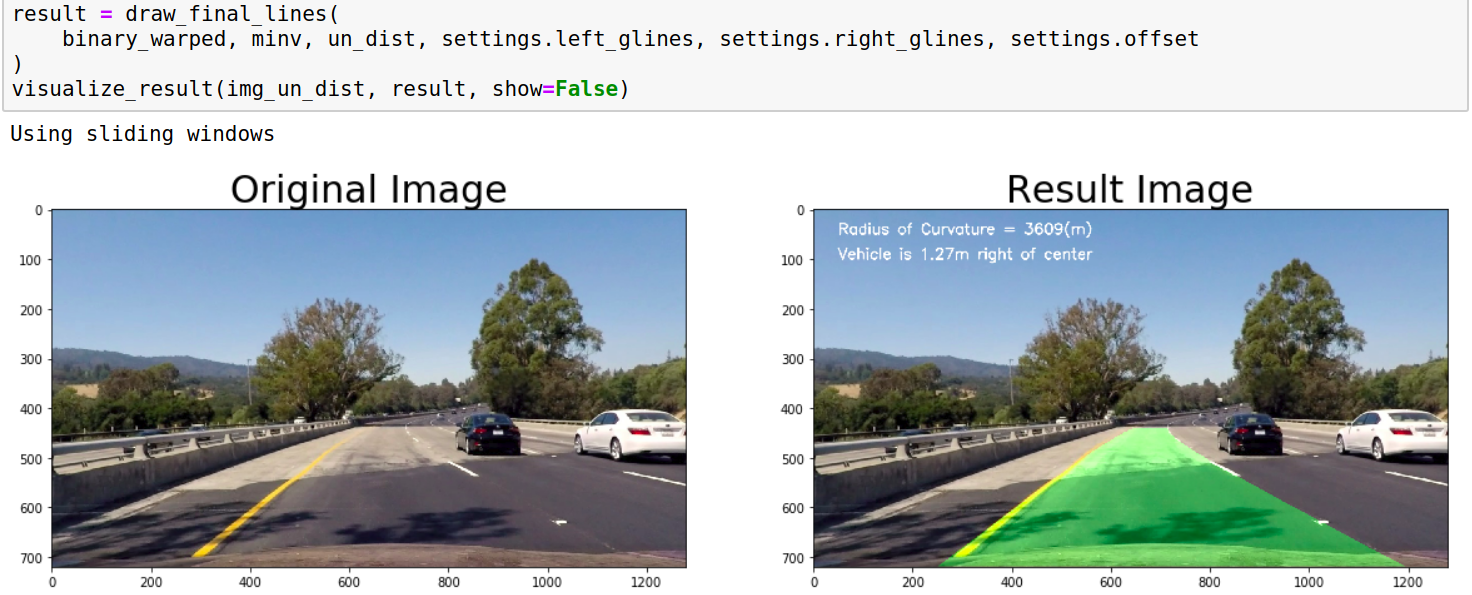 result = draw_final_lines(
    binary_warped, minv, un_dist, settings.left_glines, settings.right_glines, settings.offset
)
visualize_result(img_un_dist, result, show=False)
Using sliding windows
Original Image
0
100
200
300
400
500
600
700
0 200 400 600 800 1000 1200
Result Image
Radius of Curvature = 3609(m)
Vehicle is 1.27m right of center
0
100
200
300
400
500
600
700
0 200 400 600 800 1000 1200